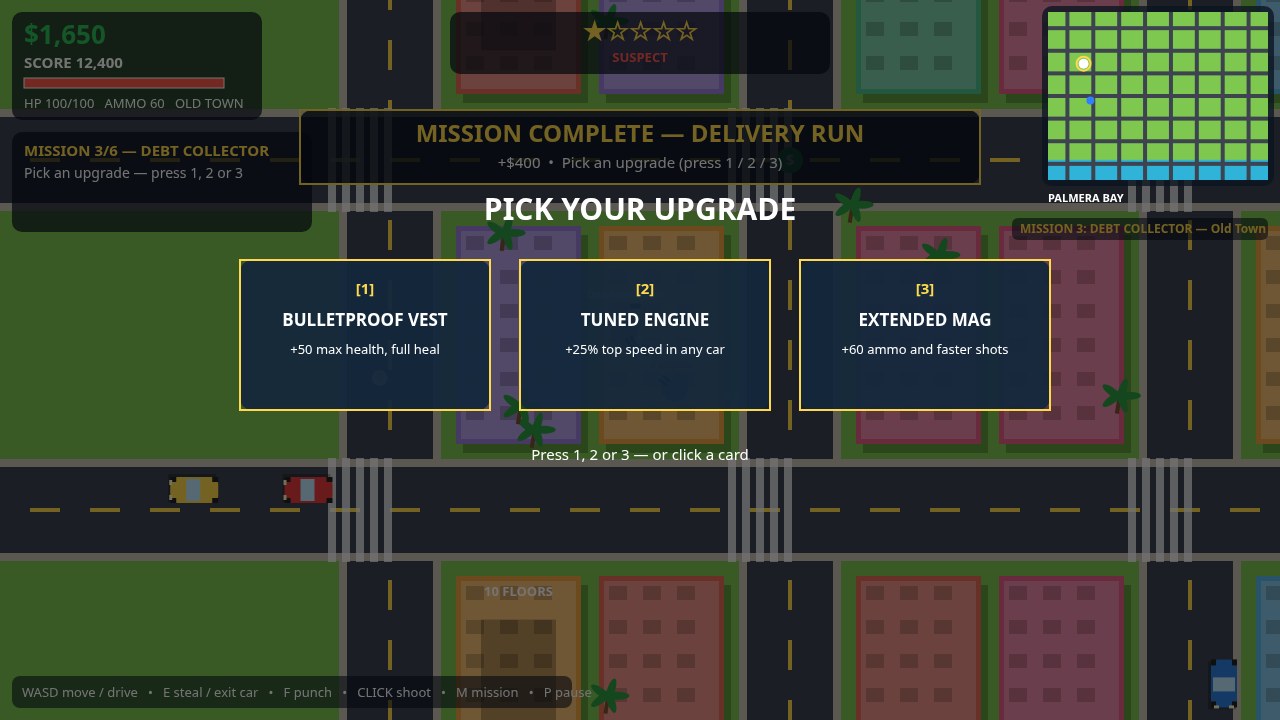 $1,650
SCORE 12,400
HP 100/100 AMMO 60 OLD TOWN
★☆☆☆☆☆
SUSPECT
MISSION 3/6 — DEBT COLLECTOR
Pick an upgrade — press 1, 2 or 3
MISSION COMPLETE — DELIVERY RUN
+$400 • Pick an upgrade (press 1 / 2 / 3)
$
PALMERA BAY
MISSION 3: DEBT COLLECTOR — Old Town
PICK YOUR UPGRADE
[1]
BULLETPROOF VEST
+50 max health, full heal
[2]
TUNED ENGINE
+25% top speed in any car
[3]
EXTENDED MAG
+60 ammo and faster shots
Press 1, 2 or 3 — or click a card
10 FLOORS
WASD move / drive • E steal / exit car • F punch • CLICK shoot • M mission • P pause